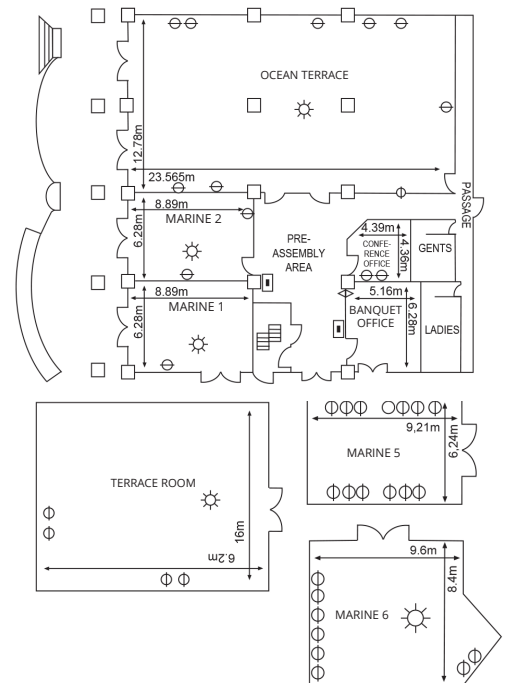 OCEAN TERRACE
12.78m
23.565m
8.89m
MARINE 2
6.28m
PRE-
ASSEMBLY
AREA
4.39m
CONFE-
RENCE
OFFICE
4.36m
GENTS
PASSAGE
8.89m
MARINE 1
6.28m
5.16m
BANQUET
OFFICE
6.28m
LADIES
TERRACE ROOM
16m
6.2m
9,21m
6,24m
MARINE 5
9.6m
8.4m
MARINE 6